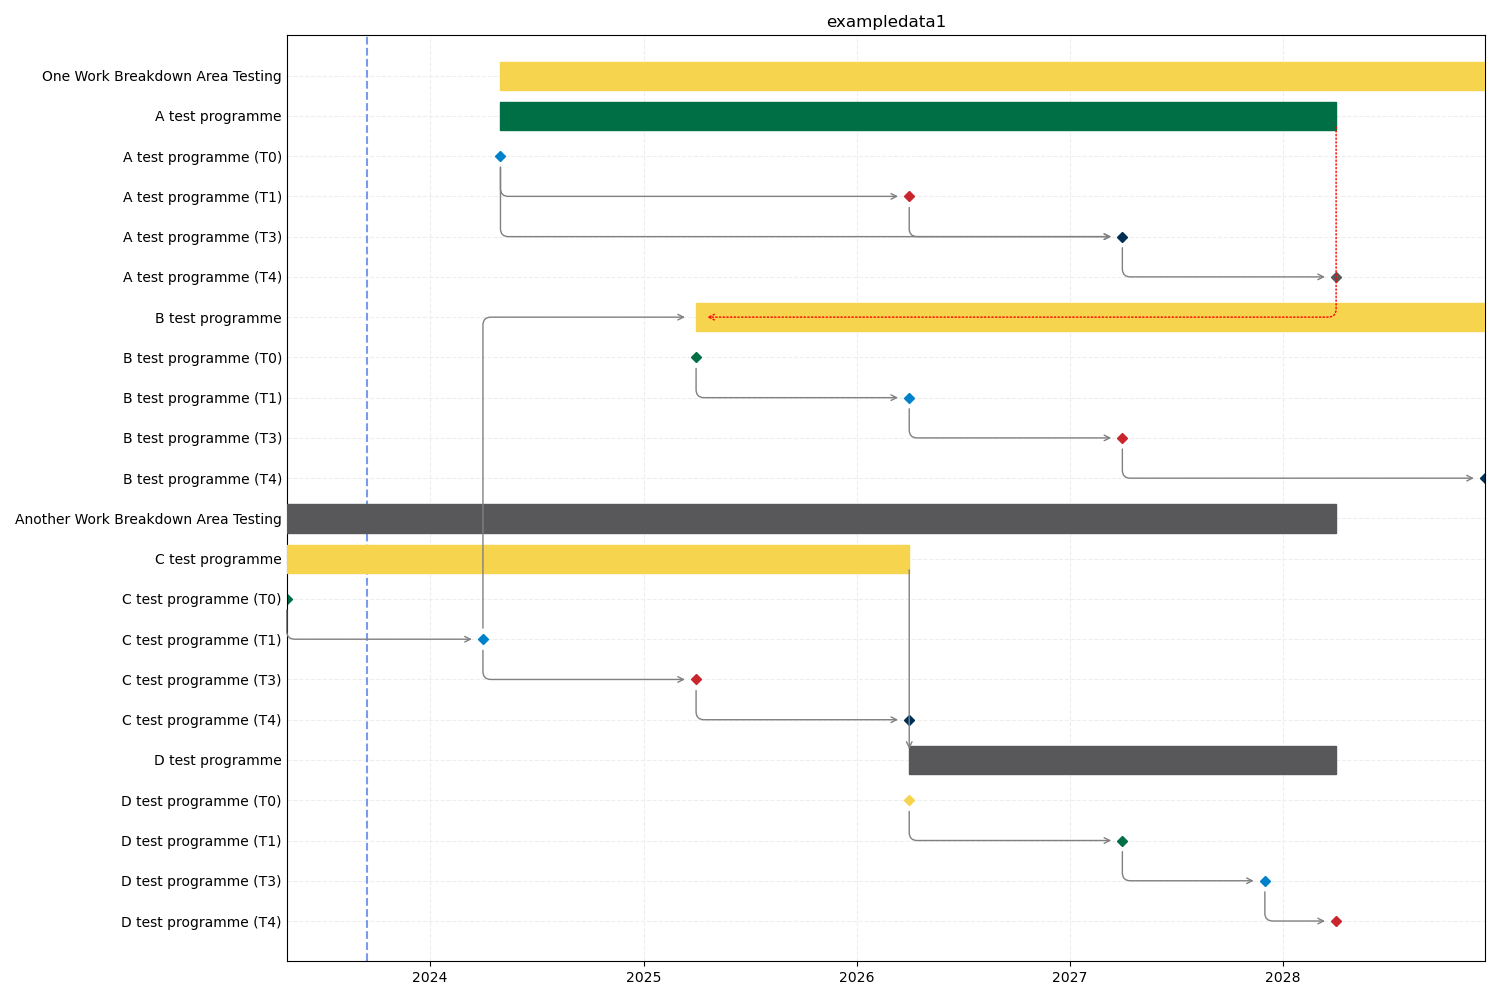 exampledata1
One Work Breakdown Area Testing
A test programme
A test programme (T0)
A test programme (T1)
A test programme (T3)
A test programme (T4)
B test programme
B test programme (T0)
B test programme (T1)
B test programme (T3)
B test programme (T4)
Another Work Breakdown Area Testing
C test programme
C test programme (T0)
C test programme (T1)
C test programme (T3)
C test programme (T4)
D test programme
D test programme (T0)
D test programme (T1)
D test programme (T3)
D test programme (T4)
2024 2025 2026 2027 2028